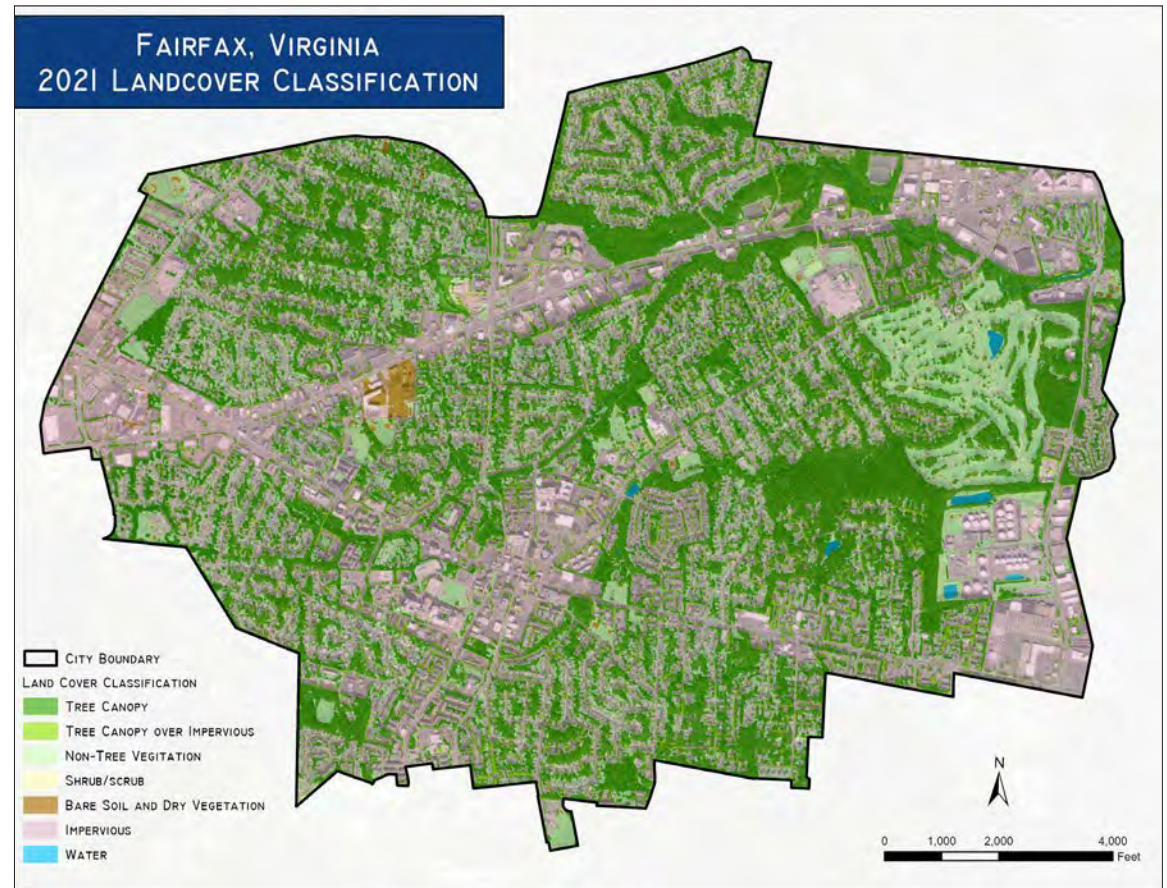 FAIRFAX, VIRGINIA
2021 LANDCOVER CLASSIFICATION
CITY BOUNDARY
LAND COVER CLASSIFICATION
TREE CANOPY
TREE CANOPY OVER IMPERVIOUS
NON-TREE VEGITATION
SHRUB/SCRUB
BARE SOIL AND DRY VEGETATION
IMPERVIOUS
WATER
N
0 1,000 2,000 4,000
Feet